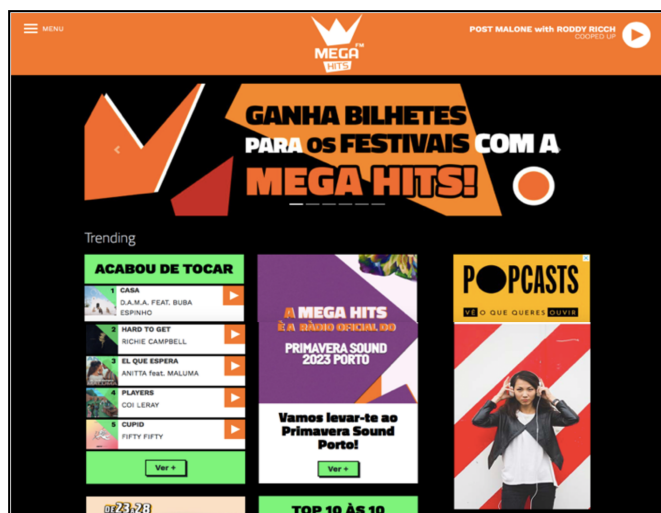 MENU
MEGA
FM
HITS
POST MALONE with RODDY RICCH
COOPED UP
GANHA BILHETES
PARA OS FESTIVAIS COM A
MEGA HITS!
Trending
ACABOU DE TOCAR
1 CASA
D.A.M.A. FEAT. BUBA
ESPINHO
2 HARD TO GET
RICHIE CAMPBELL
3 EL QUE ESPERA
ANITTA feat. MALUMA
4 PLAYERS
COI LERAY
5 CUPID
FIFTY FIFTY
Ver +
A MEGA HITS
É A RÁDIO OFICIAL DO
PRIMAVERA SOUND
2023 PORTO
Vamos levar-te ao
Primavera Sound
Porto!
Ver +
POPCASTS
VÊ O QUE QUERES OUVIR
DE 23.28
TOP 10 ÀS 10